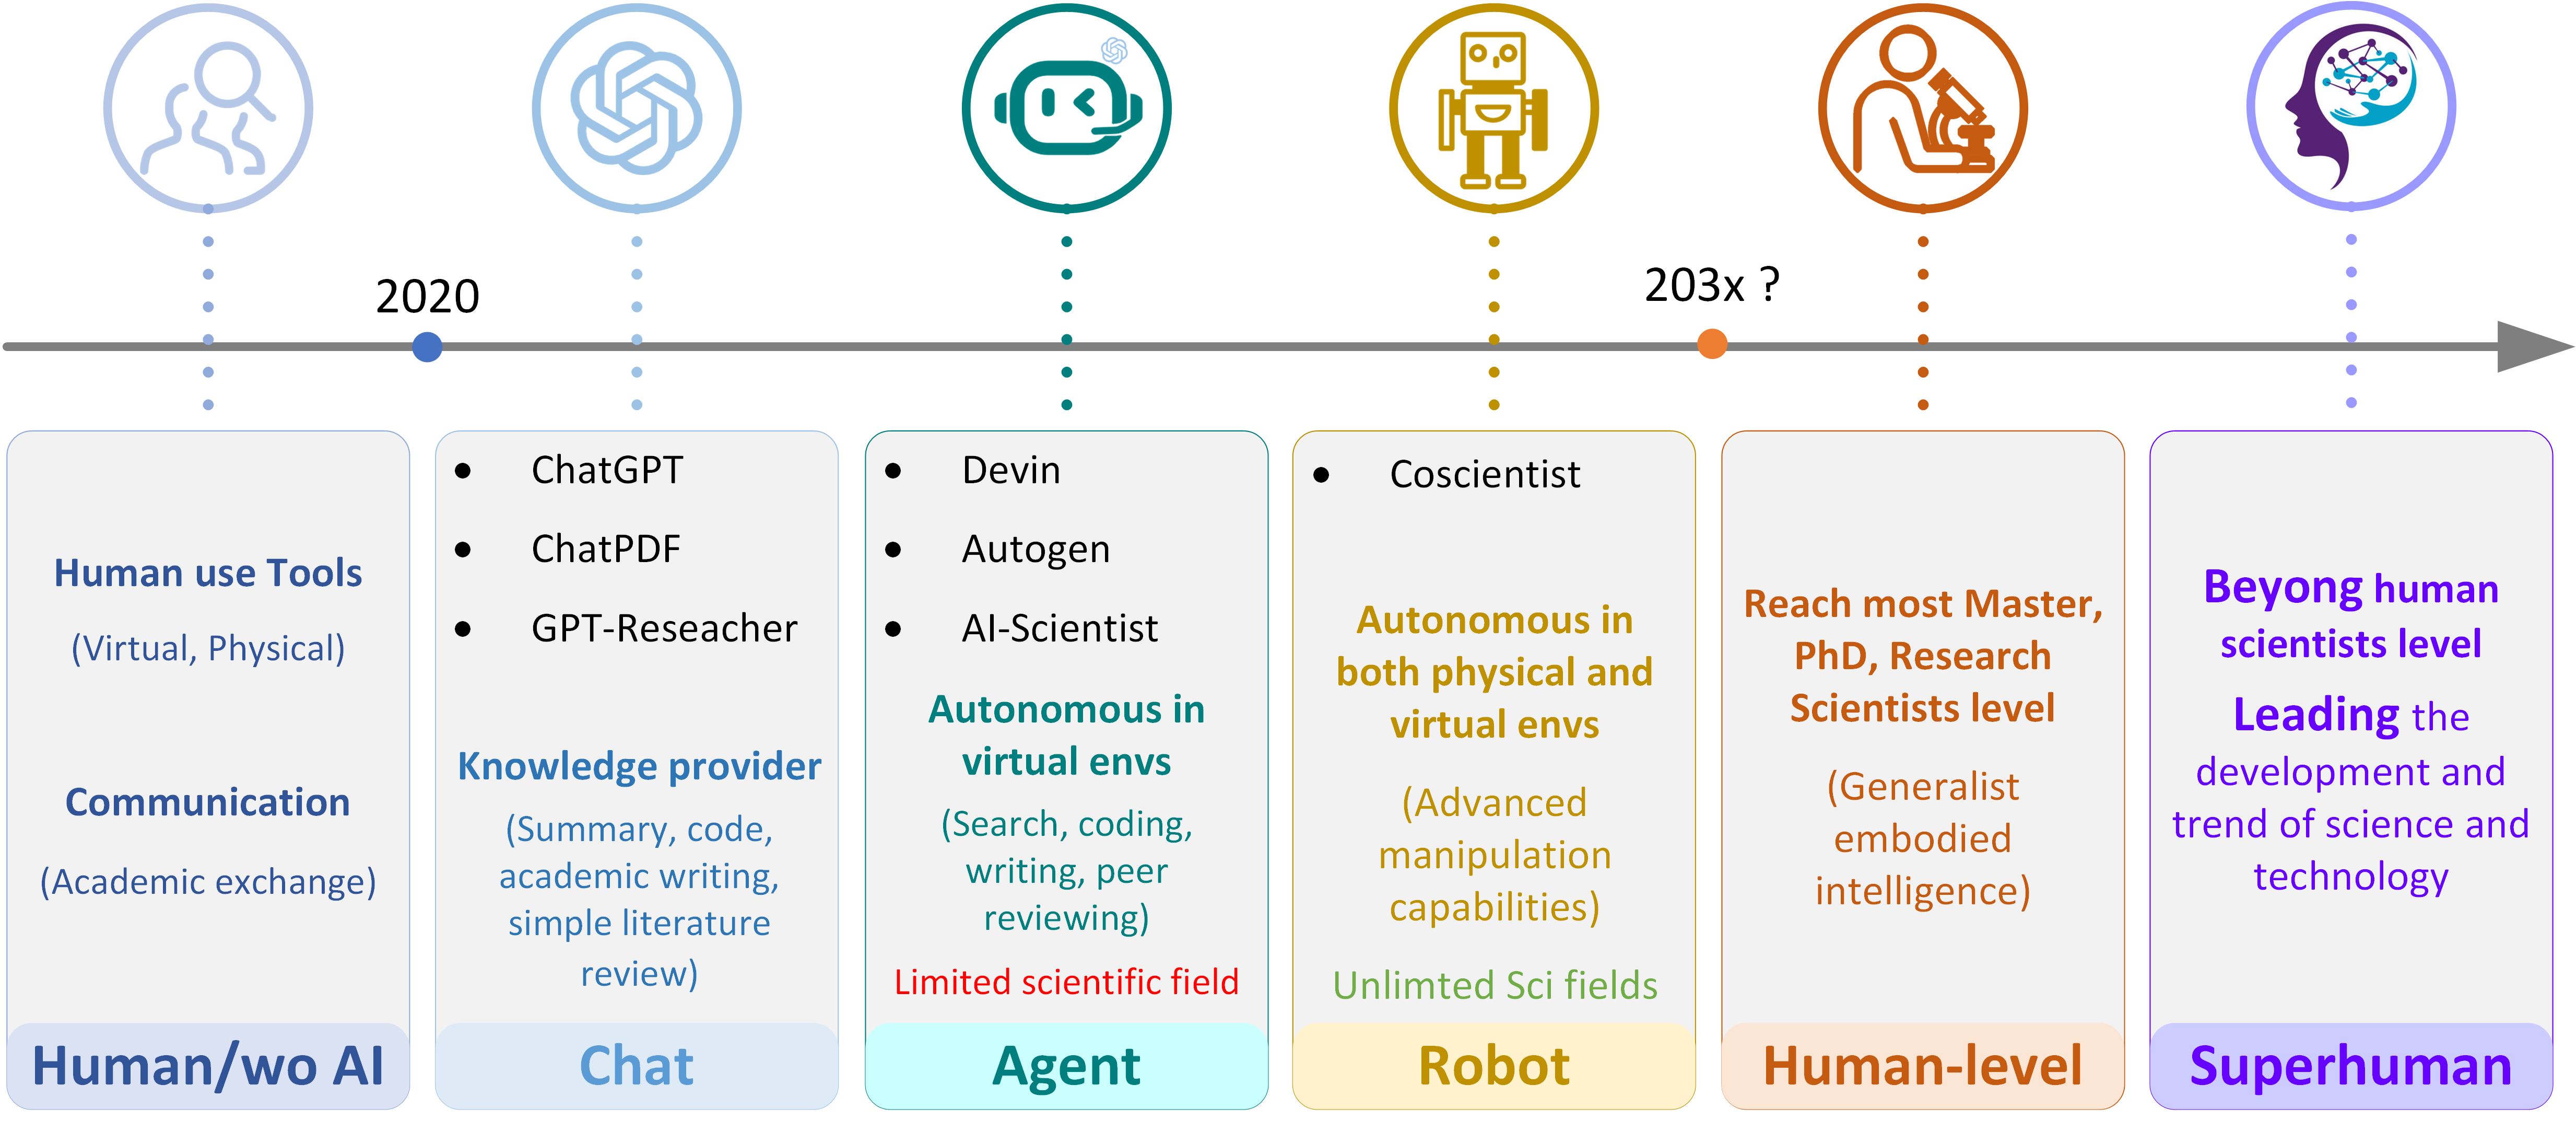 2020
203x ?
Human use Tools
(Virtual, Physical)
Communication
(Academic exchange)
Human/wo AI
• ChatGPT
• ChatPDF
• GPT-Reseacher
Knowledge provider
(Summary, code,
academic writing,
simple literature
review)
Chat
• Devin
• Autogen
• AI-Scientist
Autonomous in
virtual envs
(Search, coding,
writing, peer
reviewing)
Limited scientific field
Agent
• Coscientist
Autonomous in
both physical and
virtual envs
(Advanced
manipulation
capabilities)
Unlimted Sci fields
Robot
Reach most Master,
PhD, Research
Scientists level
(Generalist
embodied
intelligence)
Human-level
Beyong human
scientists level
Leading the
development and
trend of science and
technology
Superhuman